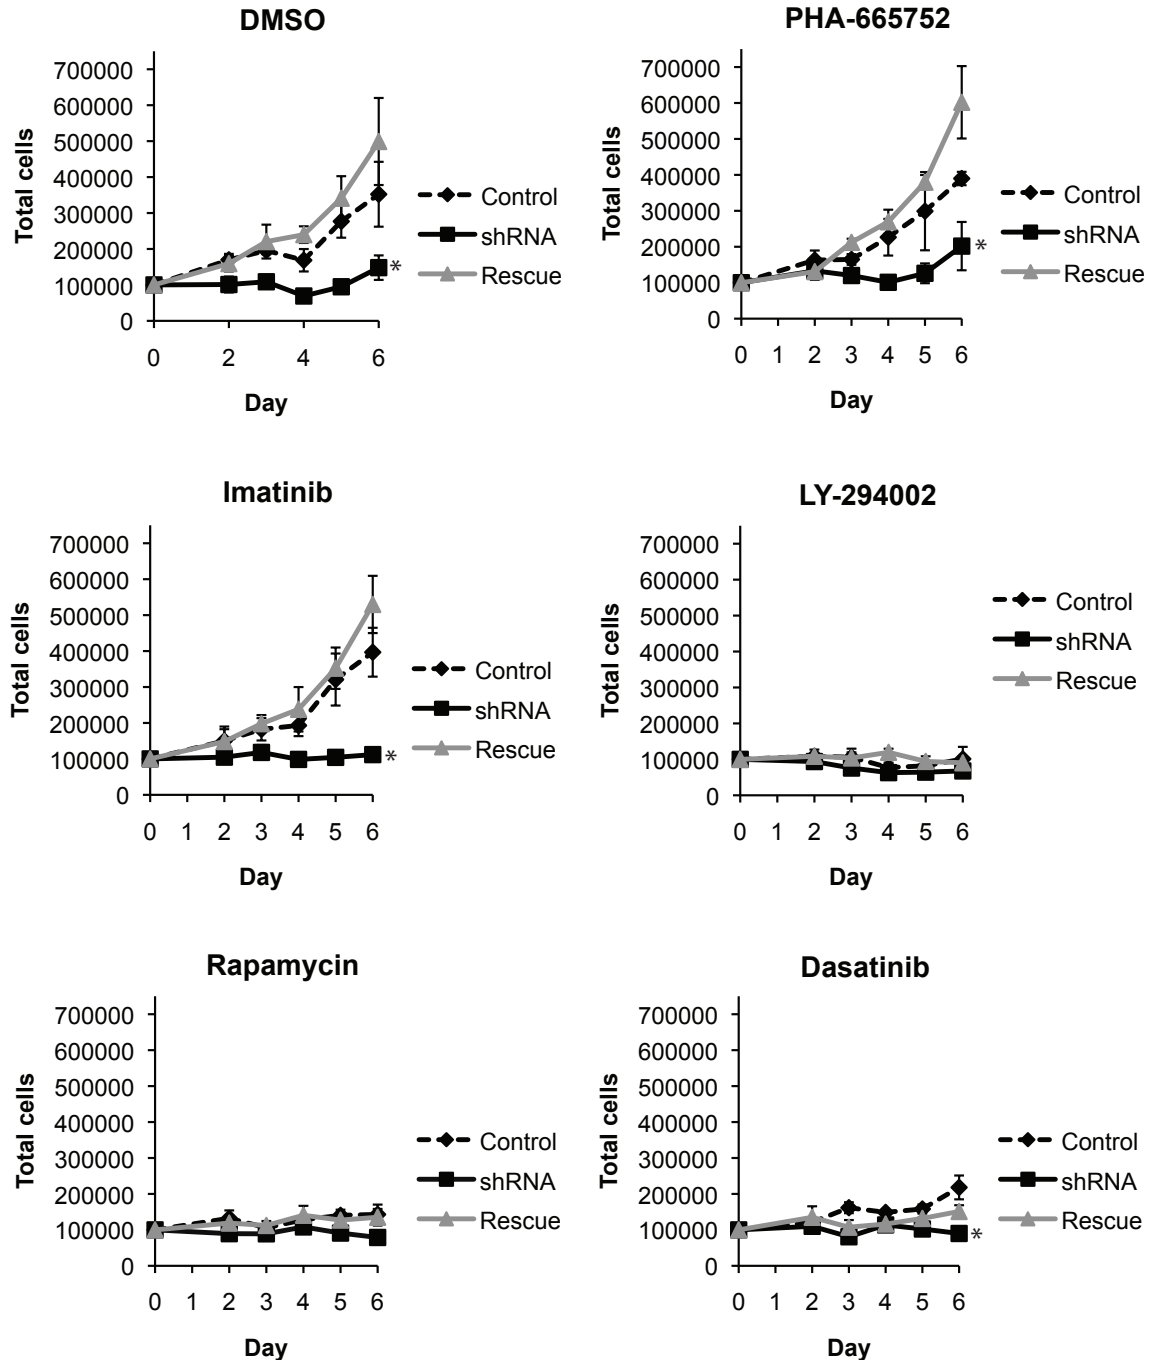 DMSO
700000
600000
500000
400000
300000
200000
100000
0
Total cells
0 2 4 6
Day
Control
shRNA
Rescue
*
PHA-665752
700000
600000
500000
400000
300000
200000
100000
0
Total cells
0 1 2 3 4 5 6
Day
Control
shRNA
Rescue
*
Imatinib
700000
600000
500000
400000
300000
200000
100000
0
Total cells
0 1 2 3 4 5 6
Day
Control
shRNA
Rescue
*
LY-294002
700000
600000
500000
400000
300000
200000
100000
0
Total cells
0 1 2 3 4 5 6
Day
Control
shRNA
Rescue
Rapamycin
700000
600000
500000
400000
300000
200000
100000
0
Total cells
0 1 2 3 4 5 6
Day
Control
shRNA
Rescue
Dasatinib
700000
600000
500000
400000
300000
200000
100000
0
Total cells
0 1 2 3 4 5 6
Day
Control
shRNA
Rescue
*